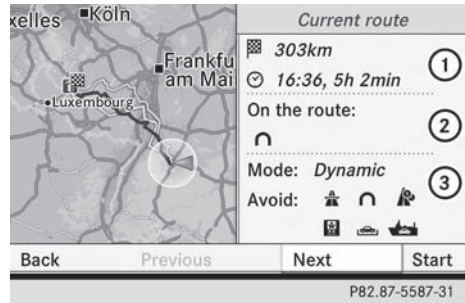 xelles
Köln
Current route
Frankfu
am Mai
Luxembourg
303km
16:36, 5h 2min
1
On the route:
2
Mode: Dynamic
Avoid:
3
Back Previous Next Start
P82.87-5587-31